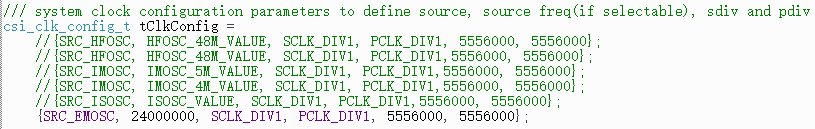 /// system clock configuration parameters to define source, source freq(if selectable), sdiv and pdiv
csi_clk_config_t tClkConfig =
//{SRC_HFOSC, HFOSC_48M_VALUE, SCLK_DIV1, PCLK_DIV1, 5556000, 5556000};
//{SRC_HFOSC, HFOSC_48M_VALUE, SCLK_DIV1, PCLK_DIV1,5556000, 5556000};
//{SRC_IMOSC, IMOSC_5M_VALUE, SCLK_DIV1, PCLK_DIV1,5556000, 5556000};
//{SRC_IMOSC, IMOSC_4M_VALUE, SCLK_DIV1, PCLK_DIV1,5556000, 5556000};
//{SRC_ISOSC, ISOSC_VALUE, SCLK_DIV1, PCLK_DIV1,5556000, 5556000};
{SRC_EMOSC, 24000000, SCLK_DIV1, PCLK_DIV1, 5556000, 5556000};